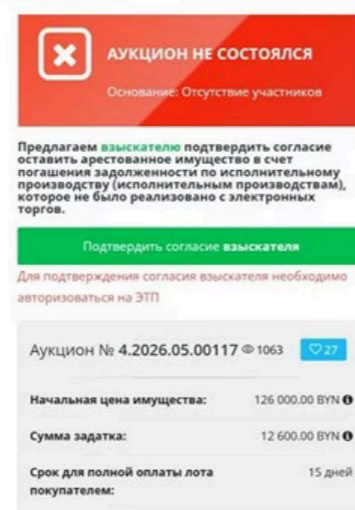 АУКЦИОН НЕ СОСТОЯЛСЯ
Основание: Отсутствие участников
Предлагаем взыскателю подтвердить согласие
оставить арестованное имущество в счет
погашения задолженности по исполнительному
производству (исполнительным производствам),
которое не было реализовано с электронных
торгов.
Подтвердить согласие взыскателя
Для подтверждения согласия взыскателя необходимо
авторизоваться на ЭТП
Аукцион № 4.2026.05.00117 1063 27
Начальная цена имущества: 126 000.00 BYN
Сумма задатка: 12 600.00 BYN
Срок для полной оплаты лота 15 дней
покупателем: